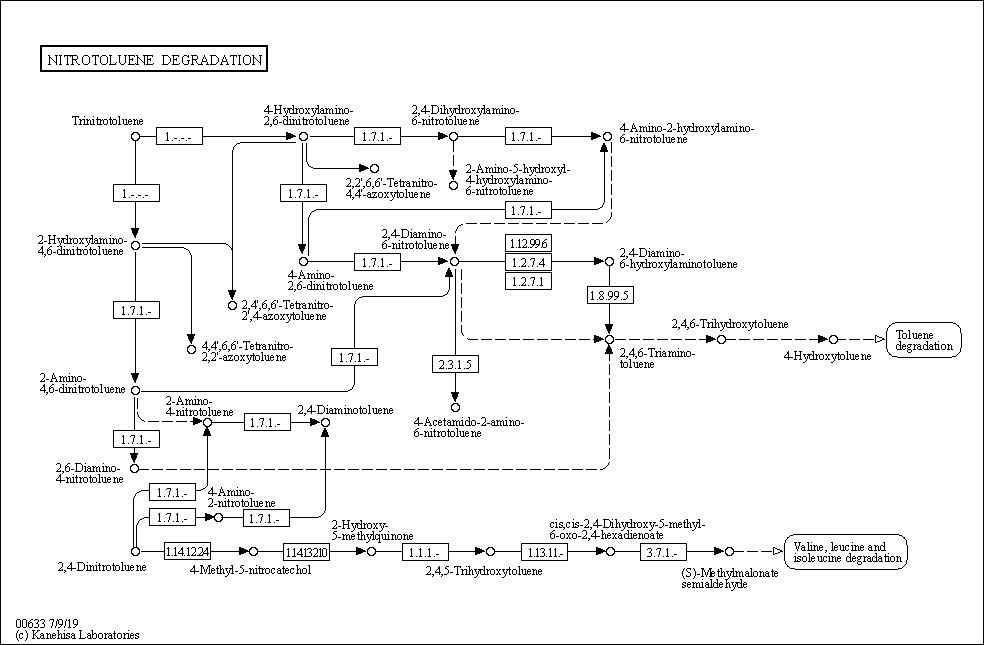 NITROTOLUENE DEGRADATION
Trinitrotoluene
4-Hydroxylamino-
2,6-dinitrotoluene
2,4-Dihydroxylamino-
6-nitrotoluene
4-Amino-2-hydroxylamino-
6-nitrotoluene
1.-.-.-
1.7.1.-
1.7.1.-
2,2',6,6'-Tetranitro-
4,4'-azoxytoluene
2-Amino-5-hydroxyl-
4-hydroxylamino-
6-nitrotoluene
1.-.-.-
1.7.1.-
1.7.1.-
2-Hydroxylamino-
4,6-dinitrotoluene
2,4-Diamino-
6-nitrotoluene
1.12.99.6
1.2.7.4
1.2.7.1
2,4-Diamino-
6-hydroxylaminotoluene
1.7.1.-
4-Amino-
2,6-dinitrotoluene
1.8.99.5
1.7.1.-
2,4',6,6'-Tetranitro-
2',4-azoxytoluene
4,4',6,6'-Tetranitro-
2,2'-azoxytoluene
1.7.1.-
2.3.1.5
2,4,6-Triamino-
toluene
2,4,6-Trihydroxytoluene
4-Hydroxytoluene
Toluene
degradation
2-Amino-
4,6-dinitrotoluene
2-Amino-
4-nitrotoluene
1.7.1.-
2,4-Diaminotoluene
4-Acetamido-2-amino-
6-nitrotoluene
1.7.1.-
2,6-Diamino-
4-nitrotoluene
1.7.1.-
4-Amino-
2-nitrotoluene
1.7.1.-
1.7.1.-
2-Hydroxy-
5-methylquinone
cis,cis-2,4-Dihydroxy-5-methyl-
6-oxo-2,4-hexadienoate
1.14.12.24
1.14.13.210
1.1.1.-
1.13.11.-
3.7.1.-
2,4-Dinitrotoluene
4-Methyl-5-nitrocatechol
2,4,5-Trihydroxytoluene
(S)-Methylmalonate
semialdehyde
Valine, leucine and
isoleucine degradation
00633 7/9/19
(c) Kanehisa Laboratories